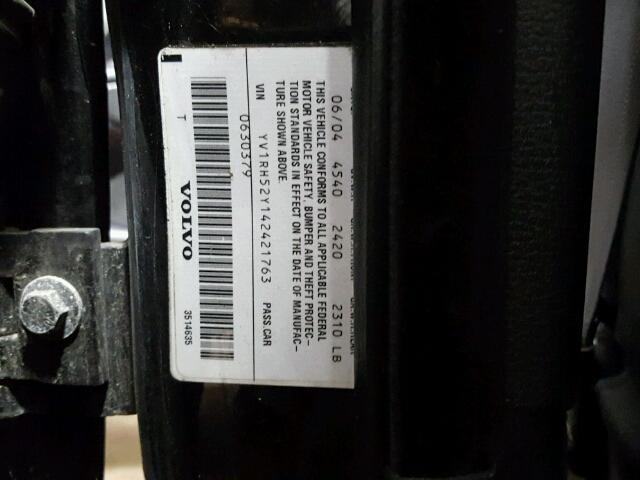 06/04 4540 2420 2310 LB
THIS VEHICLE CONFORMS TO ALL APPLICABLE FEDERAL
MOTOR VEHICLE SAFETY, BUMPER AND THEFT PROTEC-
TION STANDARDS IN EFFECT ON THE DATE OF MANUFAC-
TURE SHOWN ABOVE.
VIN YV1RH52Y142421763 PASS.CAR
0630379
T VOLVO 3514635